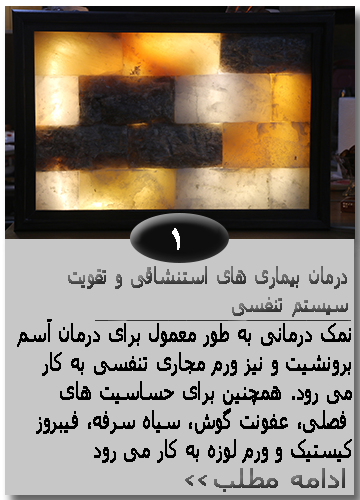 ۱
درمان بیماری های استنشاقی و تقویت
سیستم تنفسی
نمک درمانی به طور معمول برای درمان آسم
برونشیت و نیز ورم مجاری تنفسی به کار
می رود. همچنین برای حساسیت های
فصلی، عفونت گوش، سیاه سرفه، فیبروز
کیستیک و ورم لوزه به کار می رود
ادامه مطلب>>